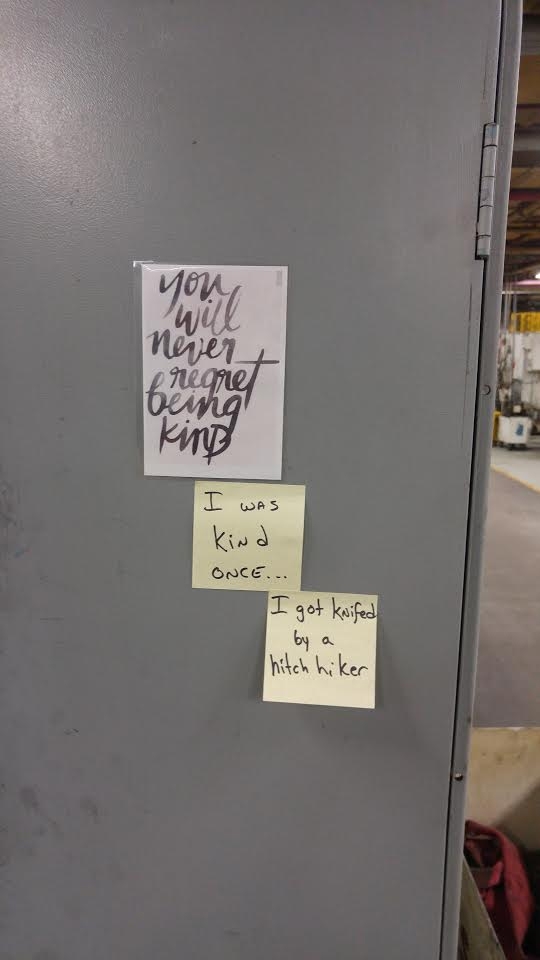 you
will
never
regret
being
kind
I WAS
KiNd
ONCE...
I got knifed
by a
hitch hiker